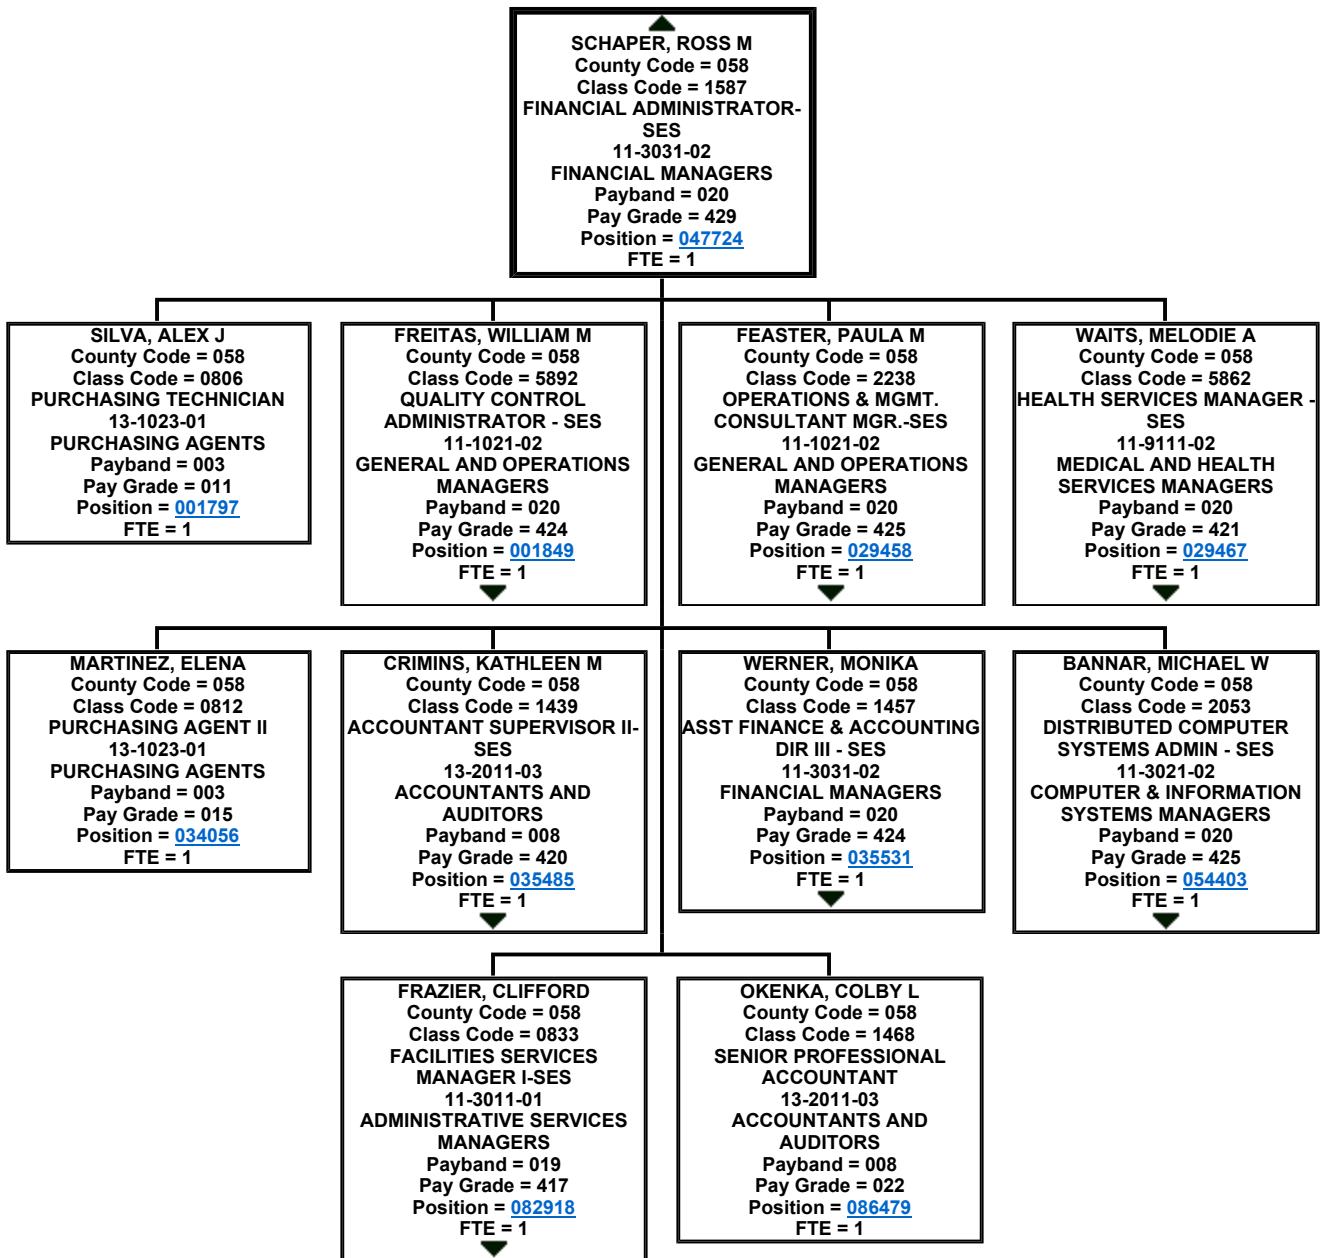 SCHAPER, ROSS M
County Code = 058
Class Code = 1587
FINANCIAL ADMINISTRATOR-
SES
11-3031-02
FINANCIAL MANAGERS
Payband = 020
Pay Grade = 429
Position = 047724
FTE = 1
SILVA, ALEX J
County Code = 058
Class Code = 0806
PURCHASING TECHNICIAN
13-1023-01
PURCHASING AGENTS
Payband = 003
Pay Grade = 011
Position = 001797
FTE = 1
FREITAS, WILLIAM M
County Code = 058
Class Code = 5892
QUALITY CONTROL
ADMINISTRATOR - SES
11-1021-02
GENERAL AND OPERATIONS
MANAGERS
Payband = 020
Pay Grade = 424
Position = 001849
FTE = 1
FEASTER, PAULA M
County Code = 058
Class Code = 2238
OPERATIONS & MGMT.
CONSULTANT MGR.-SES
11-1021-02
GENERAL AND OPERATIONS
MANAGERS
Payband = 020
Pay Grade = 425
Position = 029458
FTE = 1
WAITS, MELODIE A
County Code = 058
Class Code = 5862
HEALTH SERVICES MANAGER -
SES
11-9111-02
MEDICAL AND HEALTH
SERVICES MANAGERS
Payband = 020
Pay Grade = 421
Position = 029467
FTE = 1
MARTINEZ, ELENA
County Code = 058
Class Code = 0812
PURCHASING AGENT II
13-1023-01
PURCHASING AGENTS
Payband = 003
Pay Grade = 015
Position = 034056
FTE = 1
CRIMINS, KATHLEEN M
County Code = 058
Class Code = 1439
ACCOUNTANT SUPERVISOR II-
SES
13-2011-03
ACCOUNTANTS AND
AUDITORS
Payband = 008
Pay Grade = 420
Position = 035485
FTE = 1
WERNER, MONIKA
County Code = 058
Class Code = 1457
ASST FINANCE & ACCOUNTING
DIR III - SES
11-3031-02
FINANCIAL MANAGERS
Payband = 020
Pay Grade = 424
Position = 035531
FTE = 1
BANNAR, MICHAEL W
County Code = 058
Class Code = 2053
DISTRIBUTED COMPUTER
SYSTEMS ADMIN - SES
11-3021-02
COMPUTER & INFORMATION
SYSTEMS MANAGERS
Payband = 020
Pay Grade = 425
Position = 054403
FTE = 1
FRAZIER, CLIFFORD
County Code = 058
Class Code = 0833
FACILITIES SERVICES
MANAGER I-SES
11-3011-01
ADMINISTRATIVE SERVICES
MANAGERS
Payband = 019
Pay Grade = 417
Position = 082918
FTE = 1
OKENKA, COLBY L
County Code = 058
Class Code = 1468
SENIOR PROFESSIONAL
ACCOUNTANT
13-2011-03
ACCOUNTANTS AND
AUDITORS
Payband = 008
Pay Grade = 022
Position = 086479
FTE = 1